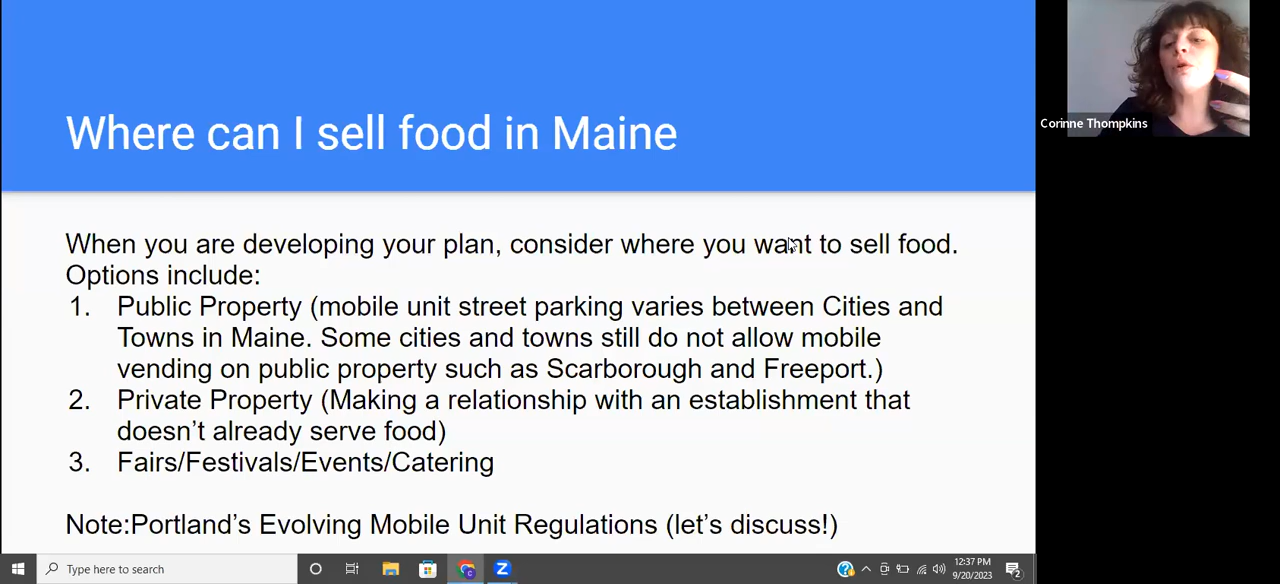 Where can I sell food in Maine
Corinne Thompkins
When you are developing your plan, consider where you want to sell food.
Options include:
1. Public Property (mobile unit street parking varies between Cities and
Towns in Maine. Some cities and towns still do not allow mobile
vending on public property such as Scarborough and Freeport.)
2. Private Property (Making a relationship with an establishment that
doesn’t already serve food)
3. Fairs/Festivals/Events/Catering
Note:Portland’s Evolving Mobile Unit Regulations (let’s discuss!)
Type here to search
12:37 PM
9/20/2023
2